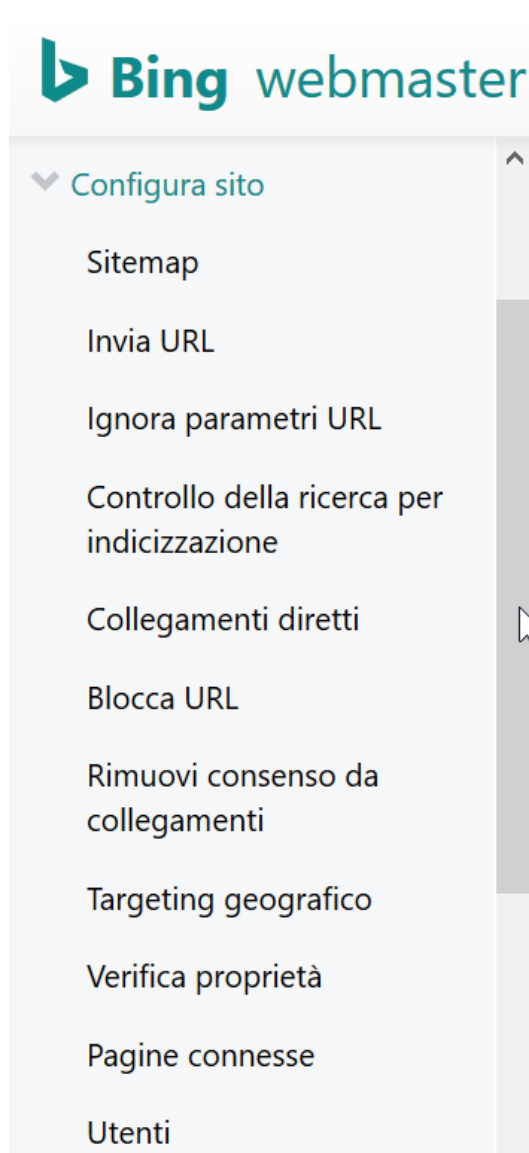 Bing webmaster
Configura sito
Sitemap
Invia URL
Ignora parametri URL
Controllo della ricerca per
indicizzazione
Collegamenti diretti
Blocca URL
Rimuovi consenso da
collegamenti
Targeting geografico
Verifica proprietà
Pagine connesse
Utenti